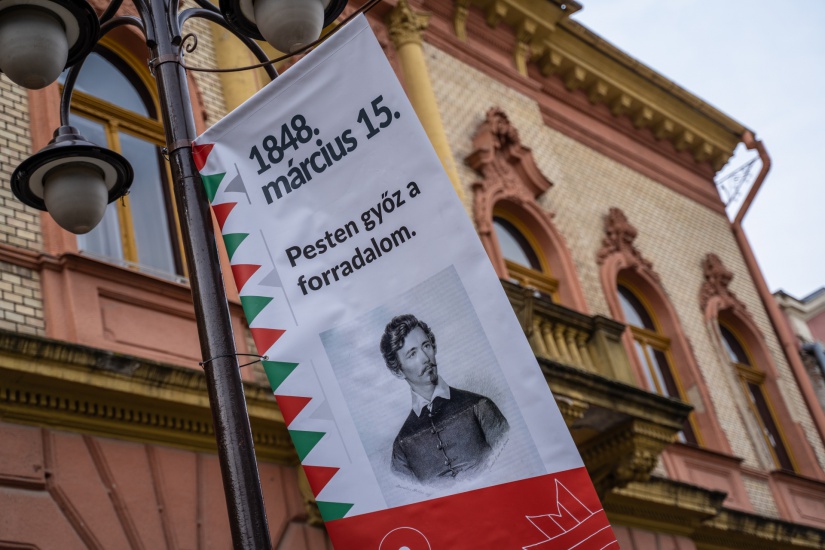 1848.
március 15.
Pesten győz a
forradalom.